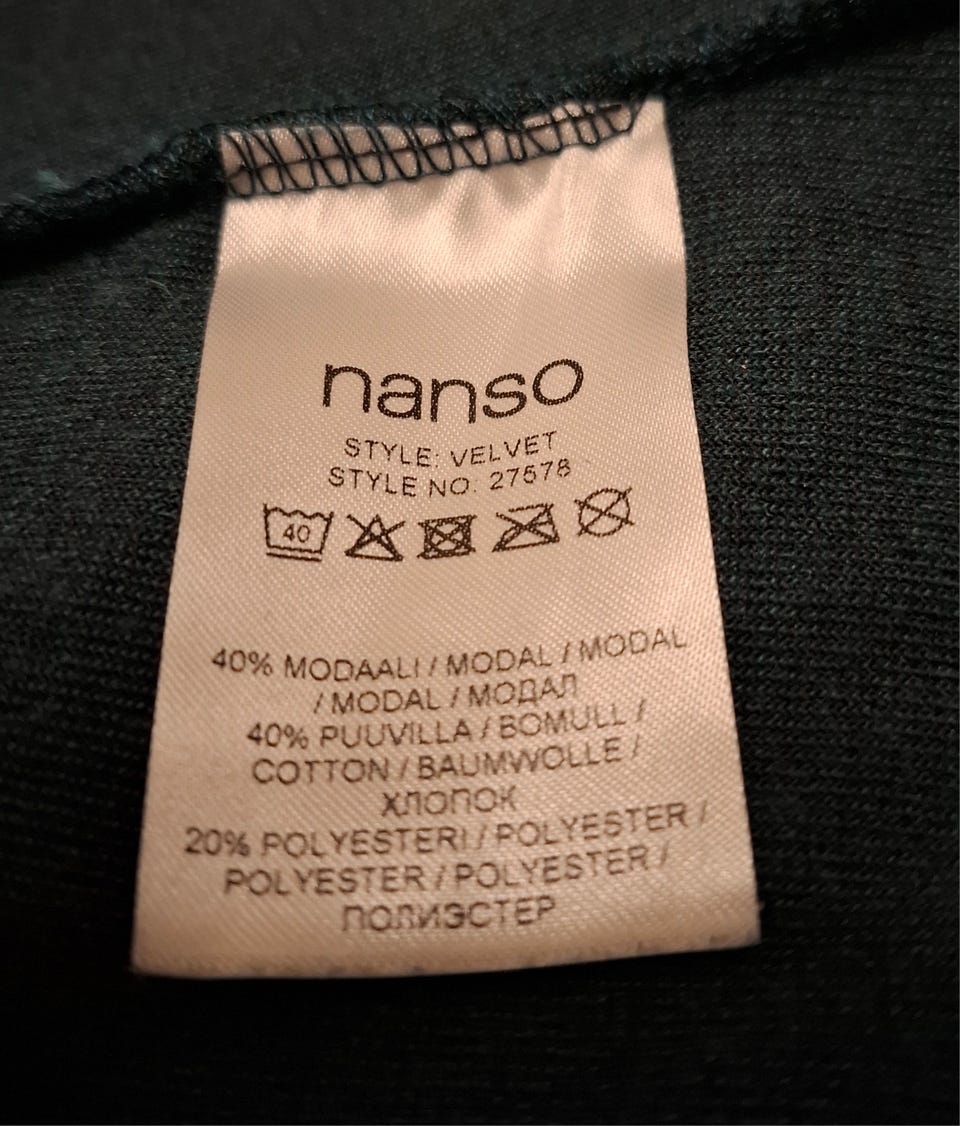 nanso
STYLE: VELVET
STYLE NO: 27578
40
40% MODAALI / MODAL / MODAL
/ MODAL / МОДАЛ
40% PUUVILLA / BOMULL /
COTTON / BAUMWOLLE /
ХЛОПОК
20% POLYESTERI / POLYESTER /
POLYESTER / POLYESTER /
ПОЛИЭСТЕР